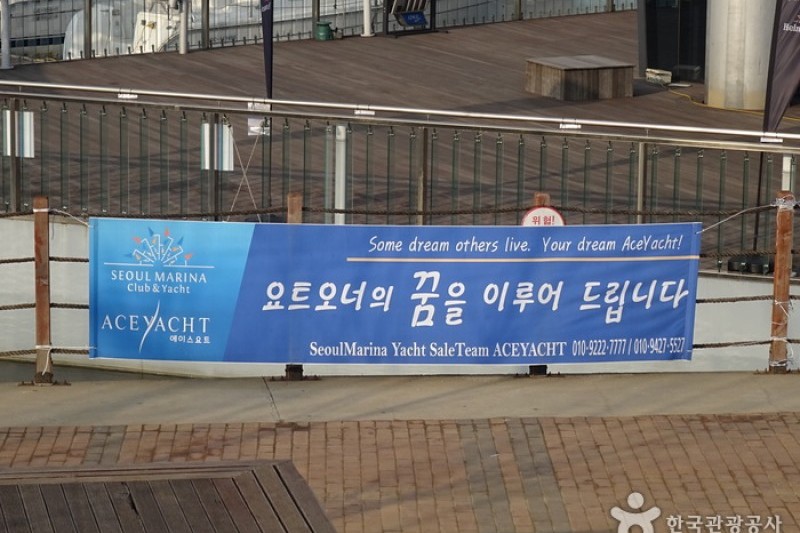 위험!
SEOUL MARINA
Club & Yacht
ACEYACHT
에이스요트
Some dream others live. Your dream AceYacht!
요트오너의 꿈을 이루어 드립니다
SeoulMarina Yacht SaleTeam ACEYACHT 010-9222-7777 / 010-9427-5527
한국관광공사